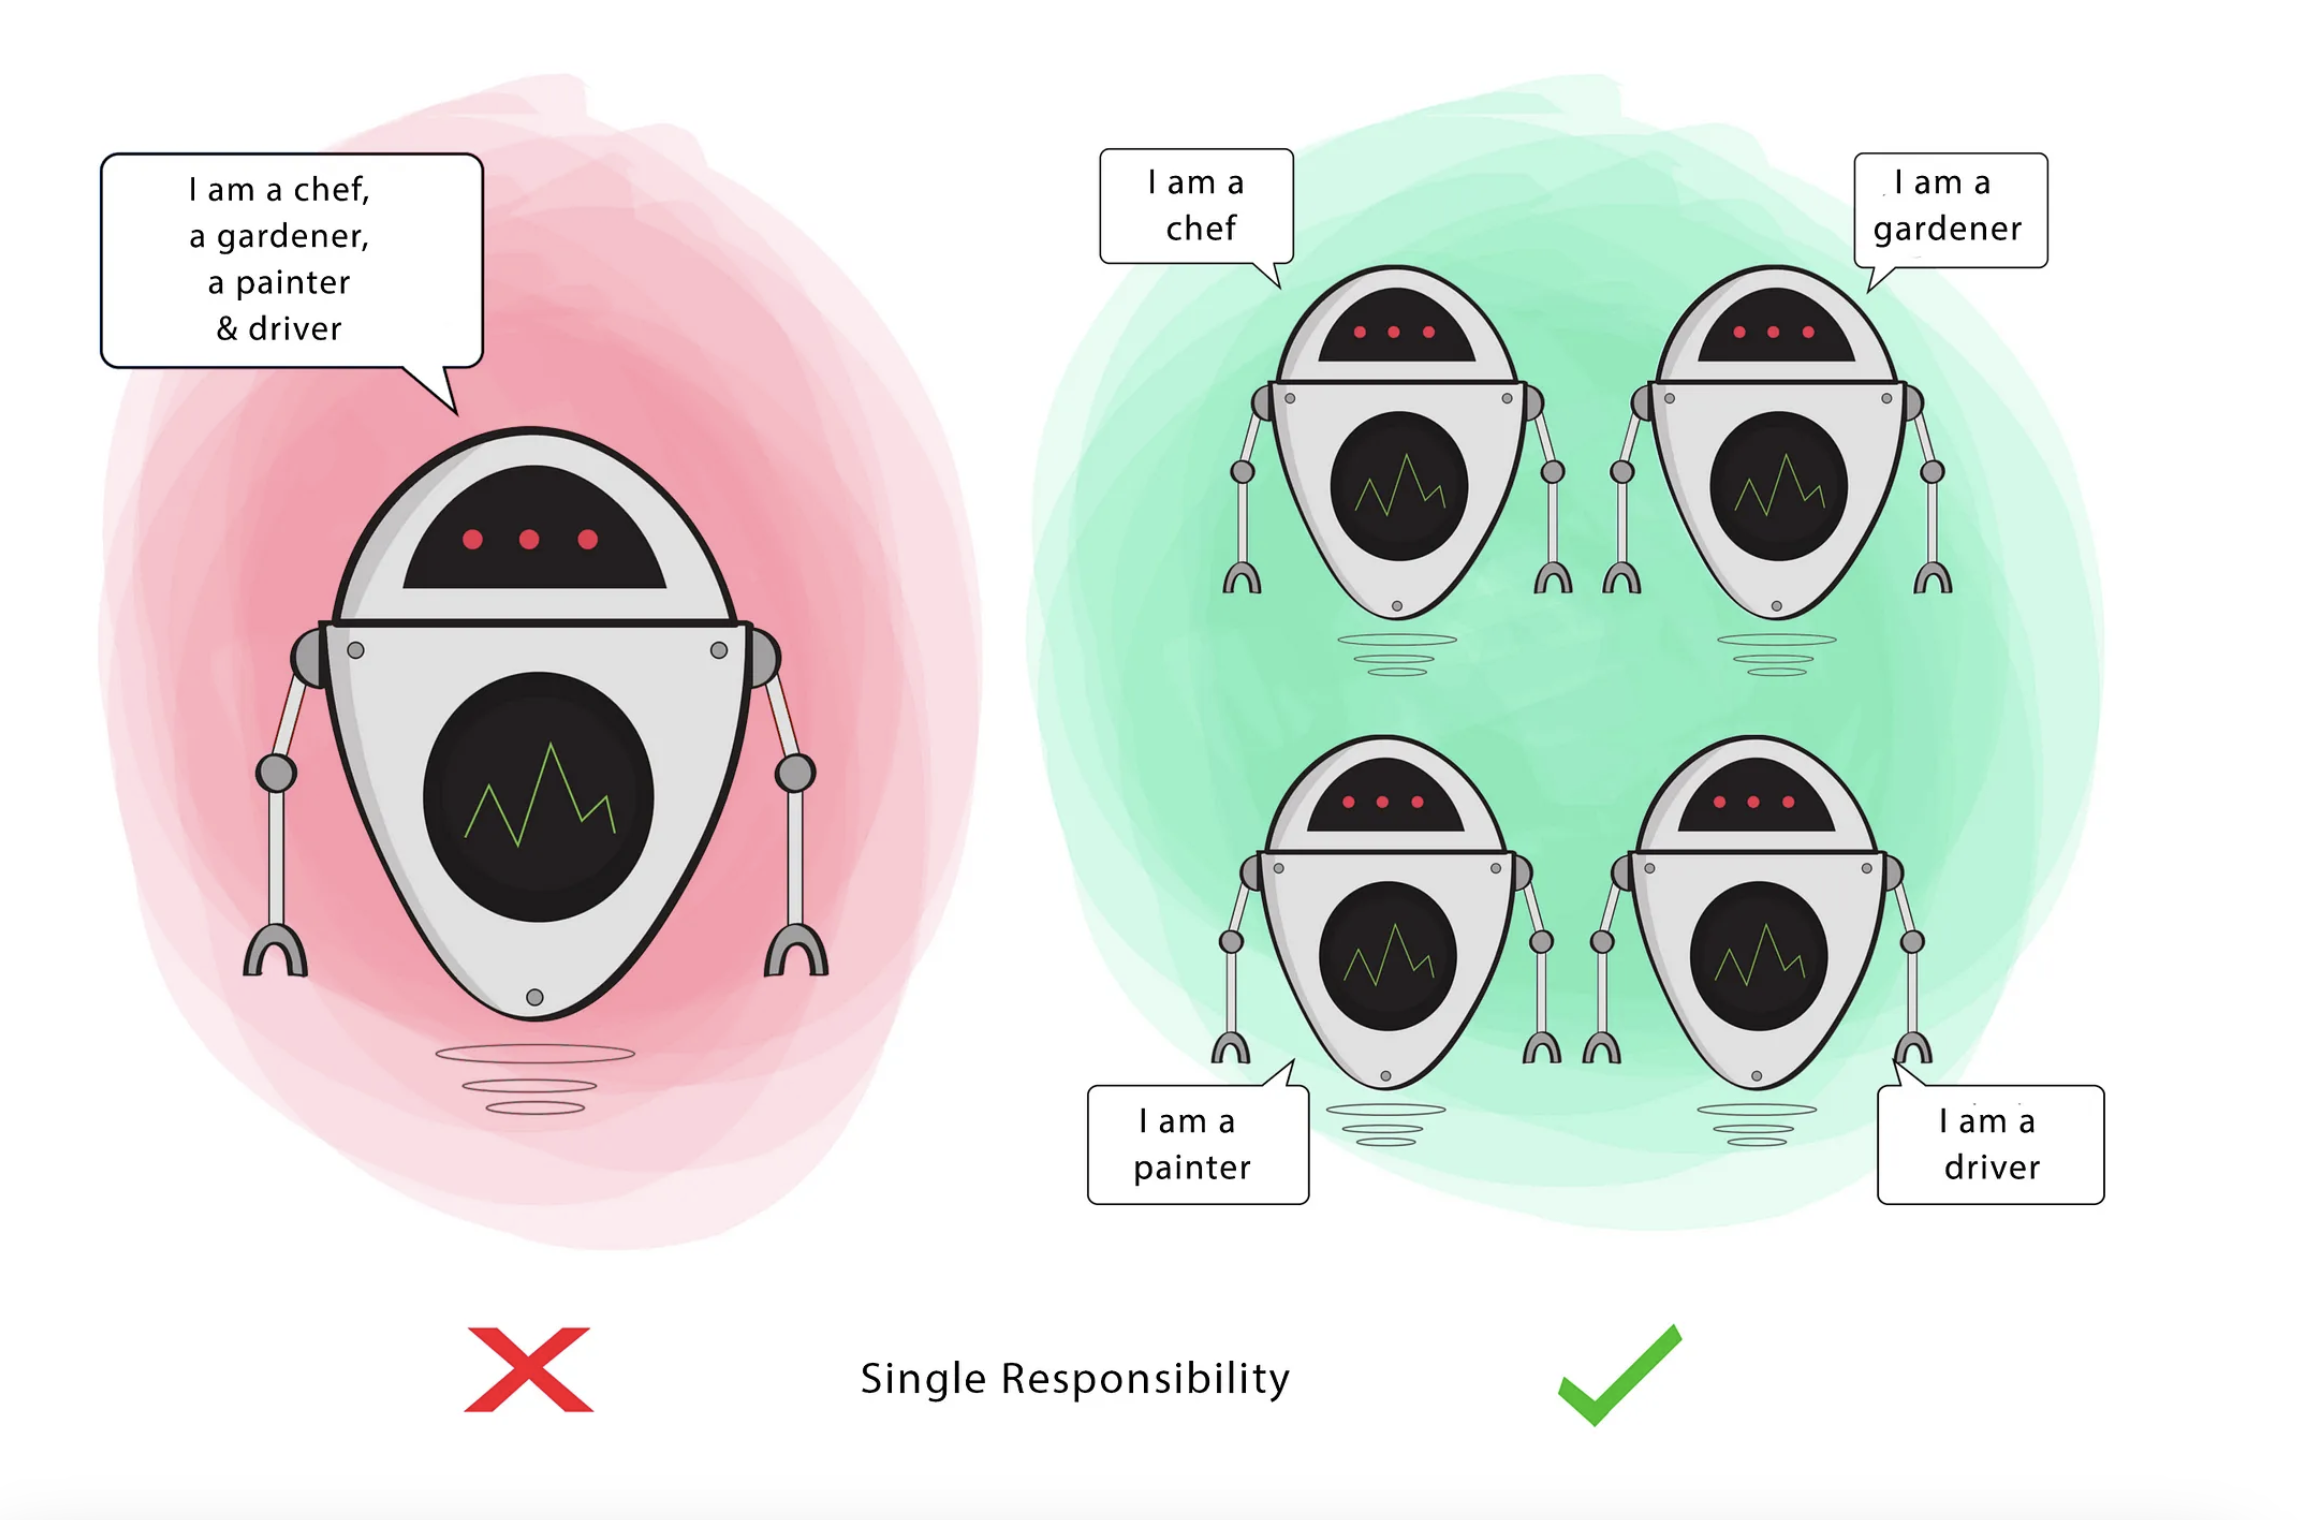 I am a chef,
a gardener,
a painter
& driver
I am a
chef
I am a
gardener
I am a
painter
I am a
driver
Single Responsibility